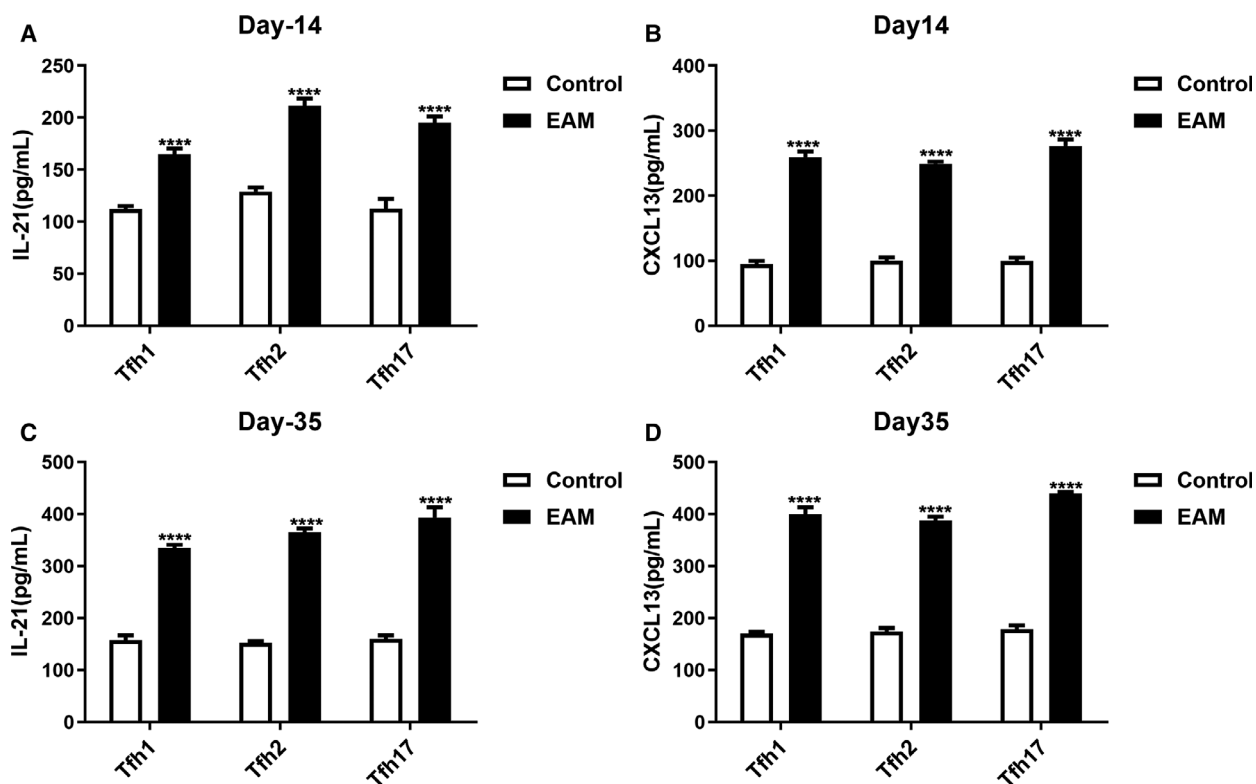 A
Day-14
IL-21(pg/mL)
250
200
150
100
50
0
****
****
****
Tfh1
Tfh2
Tfh17
Control
EAM
B
Day14
CXCL13(pg/mL)
400
300
200
100
0
****
****
****
Tfh1
Tfh2
Tfh17
Control
EAM
C
Day-35
IL-21(pg/mL)
500
400
300
200
100
0
****
****
****
Tfh1
Tfh2
Tfh17
Control
EAM
D
Day35
CXCL13(pg/mL)
500
400
300
200
100
0
****
****
****
Tfh1
Tfh2
Tfh17
Control
EAM